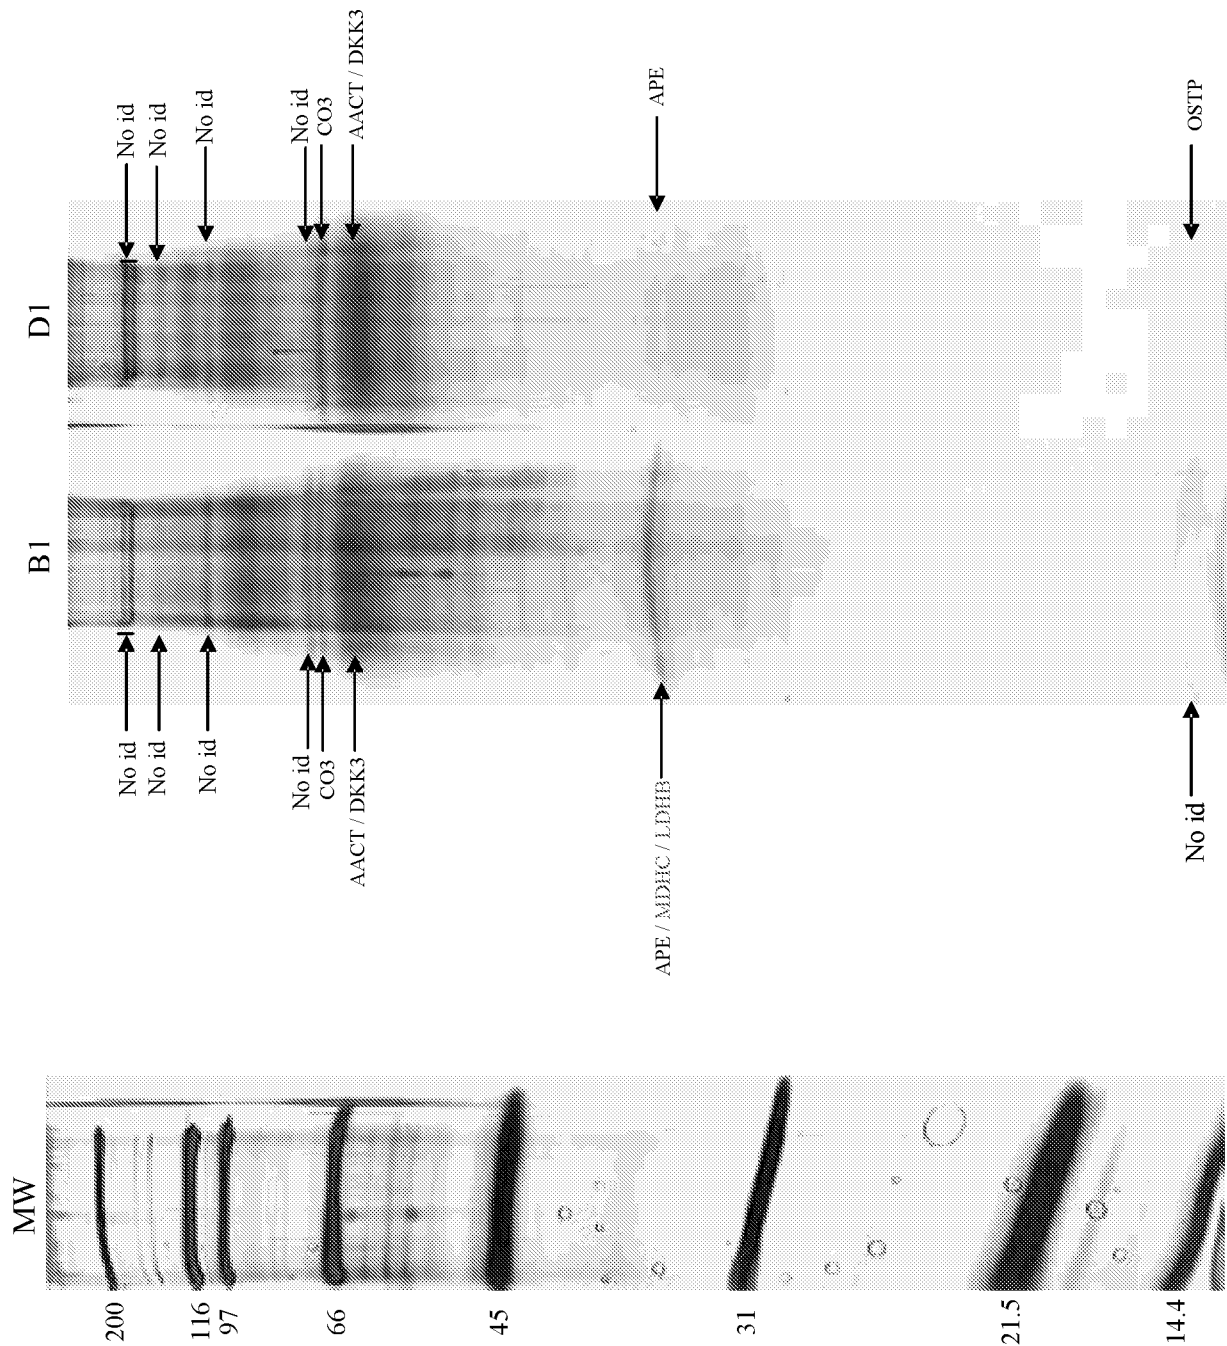 MW
200
116
97
66
45
31
21.5
14.4
B1
No id
No id
No id
No id
CO3
AACT / DKK3
APE / MDHC / LDHB
No id
D1
No id
No id
No id
No id
CO3
AACT / DKK3
APE
OSTP